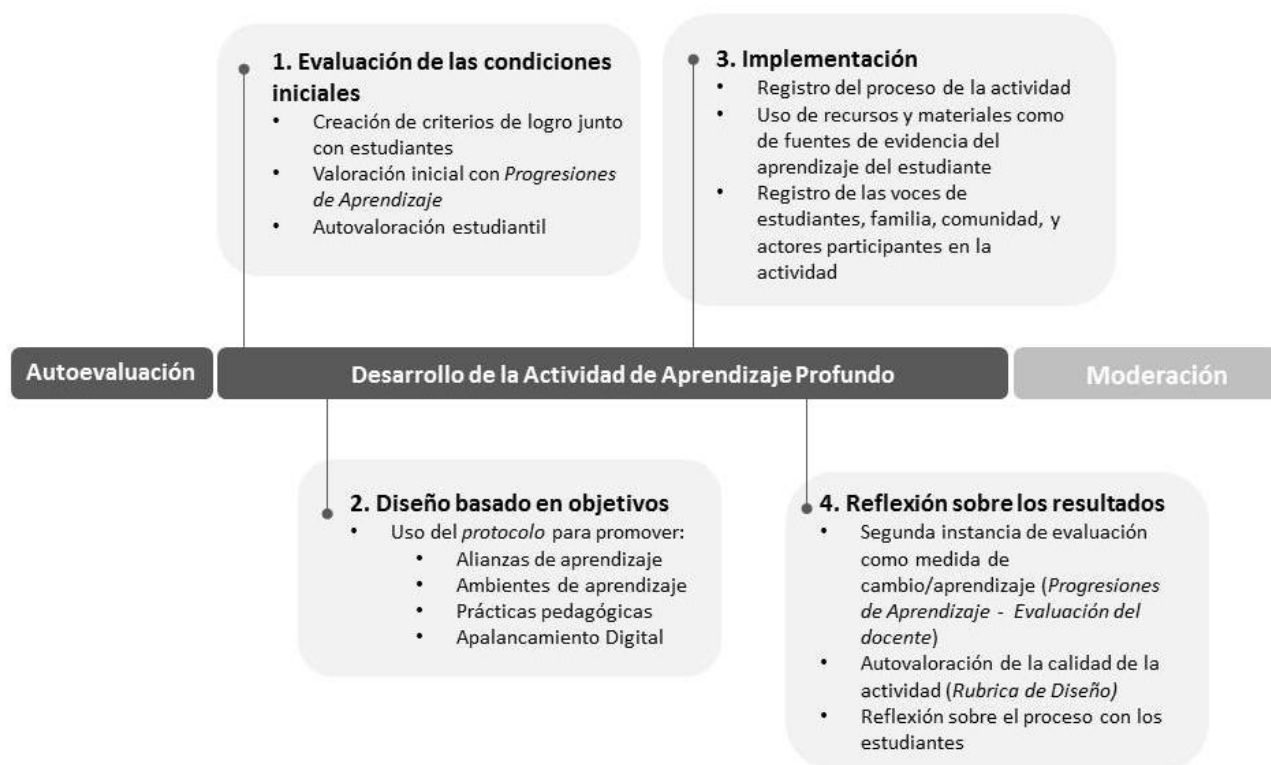 1. Evaluación de las condiciones
iniciales
• Creación de criterios de logro junto
con estudiantes
• Valoración inicial con Progresiones
de Aprendizaje
• Autovaloración estudiantil
3. Implementación
• Registro del proceso de la actividad
• Uso de recursos y materiales como
de fuentes de evidencia del
aprendizaje del estudiante
• Registro de las voces de
estudiantes, familia, comunidad, y
actores participantes en la
actividad
Autoevaluación
Desarrollo de la Actividad de Aprendizaje Profundo
Moderación
2. Diseño basado en objetivos
• Uso del protocolo para promover:
• Alianzas de aprendizaje
• Ambientes de aprendizaje
• Prácticas pedagógicas
• Apalancamiento Digital
4. Reflexión sobre los resultados
• Segunda instancia de evaluación
como medida de
cambio/aprendizaje (Progresiones
de Aprendizaje - Evaluación del
docente)
• Autovaloración de la calidad de la
actividad (Rubrica de Diseño)
• Reflexión sobre el proceso con los
estudiantes